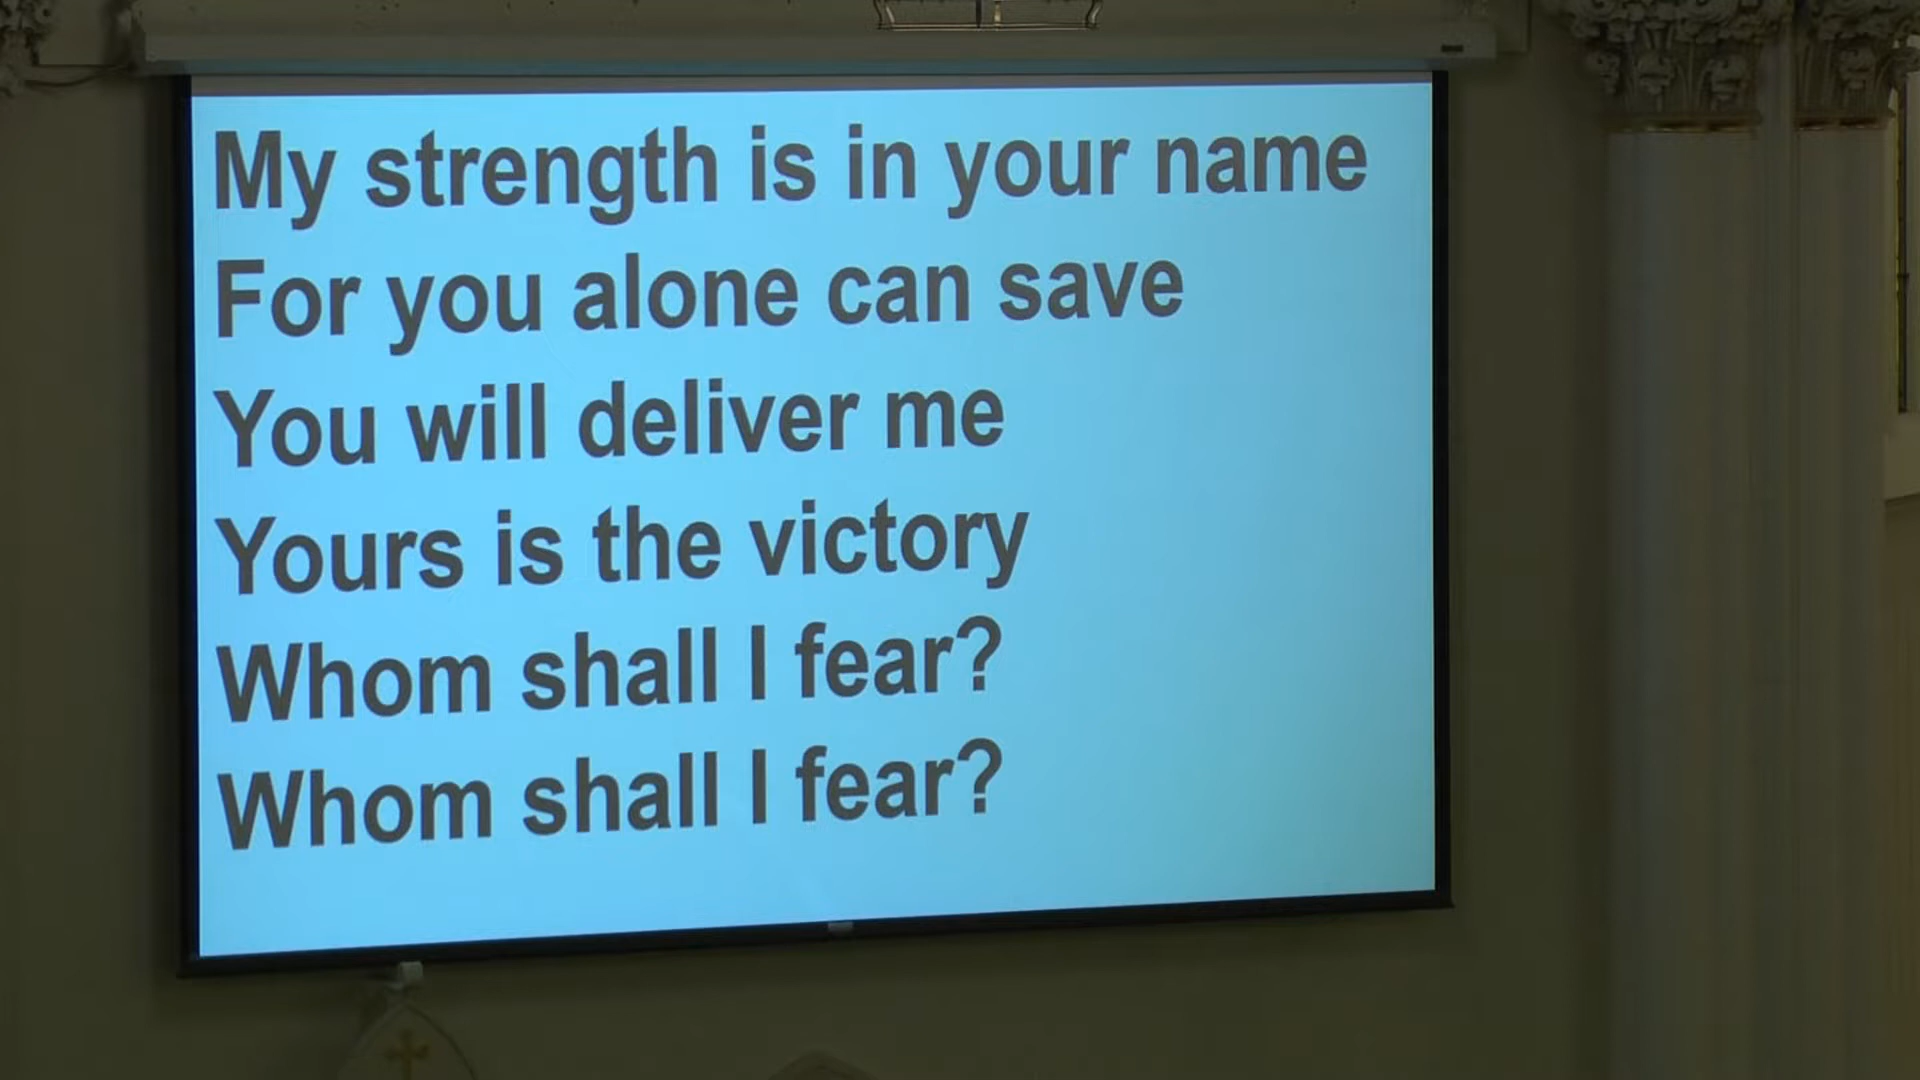 My strength is in your name
For you alone can save
You will deliver me
Yours is the victory
Whom shall I fear?
Whom shall I fear?